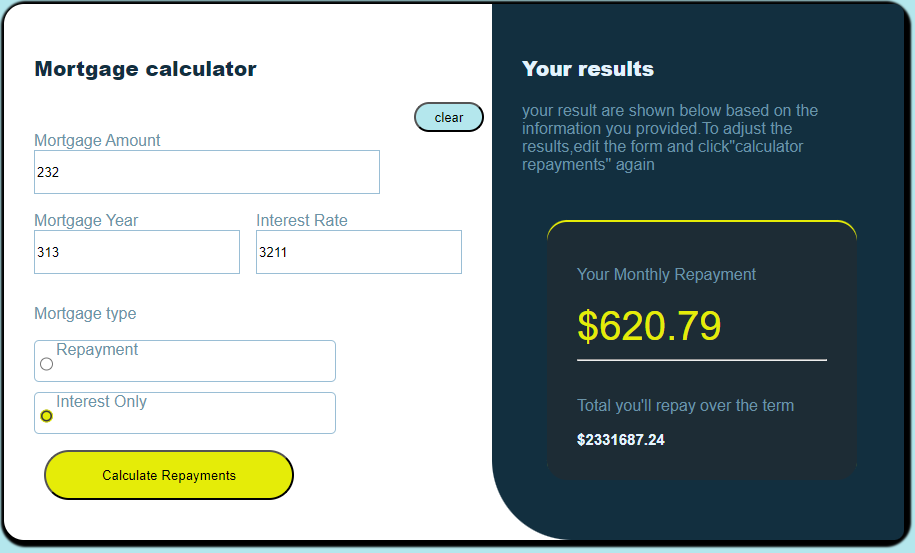 Mortgage calculator
clear
Mortgage Amount
232
Mortgage Year
Interest Rate
313
3211
Mortgage type
Repayment
Interest Only
Calculate Repayments
Your results
your result are shown below based on the
information you provided.To adjust the
results,edit the form and click"calculator
repayments" again
Your Monthly Repayment
$620.79
Total you'll repay over the term
$2331687.24